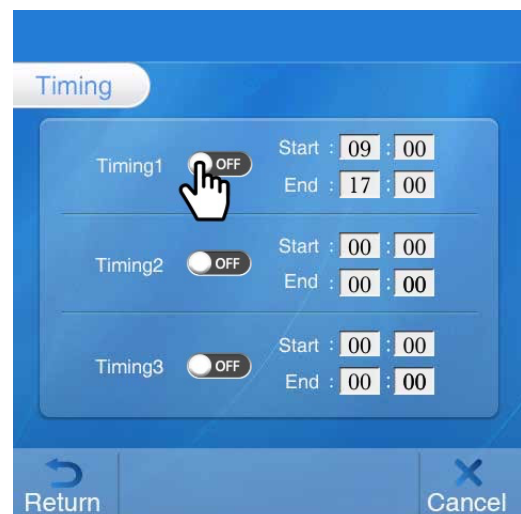 Timing
Timing1 OFF Start : 09 : 00
End : 17 : 00
Timing2 OFF Start : 00 : 00
End : 00 : 00
Timing3 OFF Start : 00 : 00
End : 00 : 00
Return Cancel